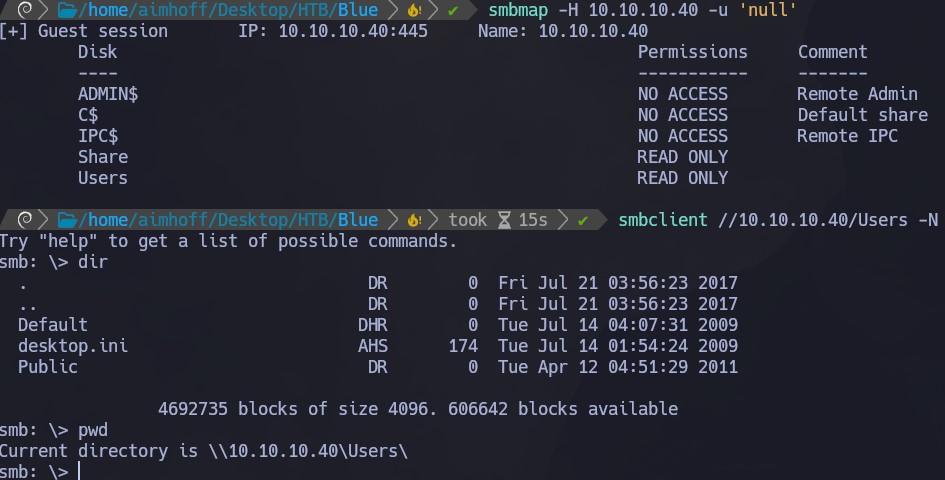 /home/aimhoff/Desktop/HTB/Blue ✔ smbmap -H 10.10.10.40 -u 'null'
[+] Guest session IP: 10.10.10.40:445 Name: 10.10.10.40
Disk Permissions Comment
---- ----------- -------
ADMIN$ NO ACCESS Remote Admin
C$ NO ACCESS Default share
IPC$ NO ACCESS Remote IPC
Share READ ONLY
Users READ ONLY
/home/aimhoff/Desktop/HTB/Blue took 15s ✔ smbclient //10.10.10.40/Users -N
Try "help" to get a list of possible commands.
smb: \> dir
. DR 0 Fri Jul 21 03:56:23 2017
.. DR 0 Fri Jul 21 03:56:23 2017
Default DHR 0 Tue Jul 14 04:07:31 2009
desktop.ini AHS 174 Tue Jul 14 01:54:24 2009
Public DR 0 Tue Apr 12 04:51:29 2011
4692735 blocks of size 4096. 606642 blocks available
smb: \> pwd
Current directory is \\10.10.10.40\Users\
smb: \>